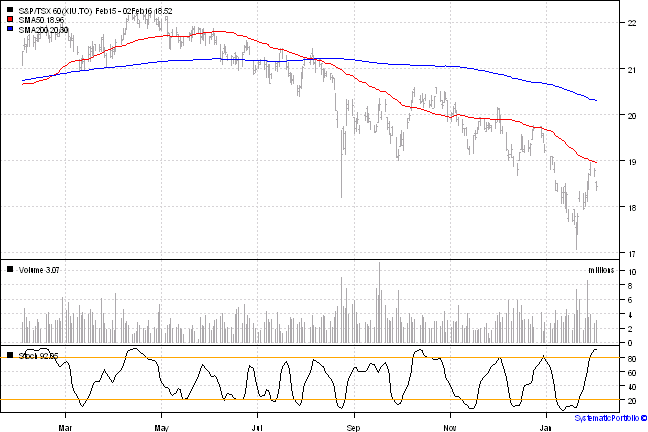 S&P/TSX 60(XIU.TO) Feb15 - 02Feb16 18.52
SMA50 18.96
SMA200 20.30
22
21
20
19
18
17
Volume 3.07
millions
10
8
6
4
2
0
Stoch 92.95
80
60
40
20
Mar
May
Jul
Sep
Nov
Jan
SystematicPortfolio ©